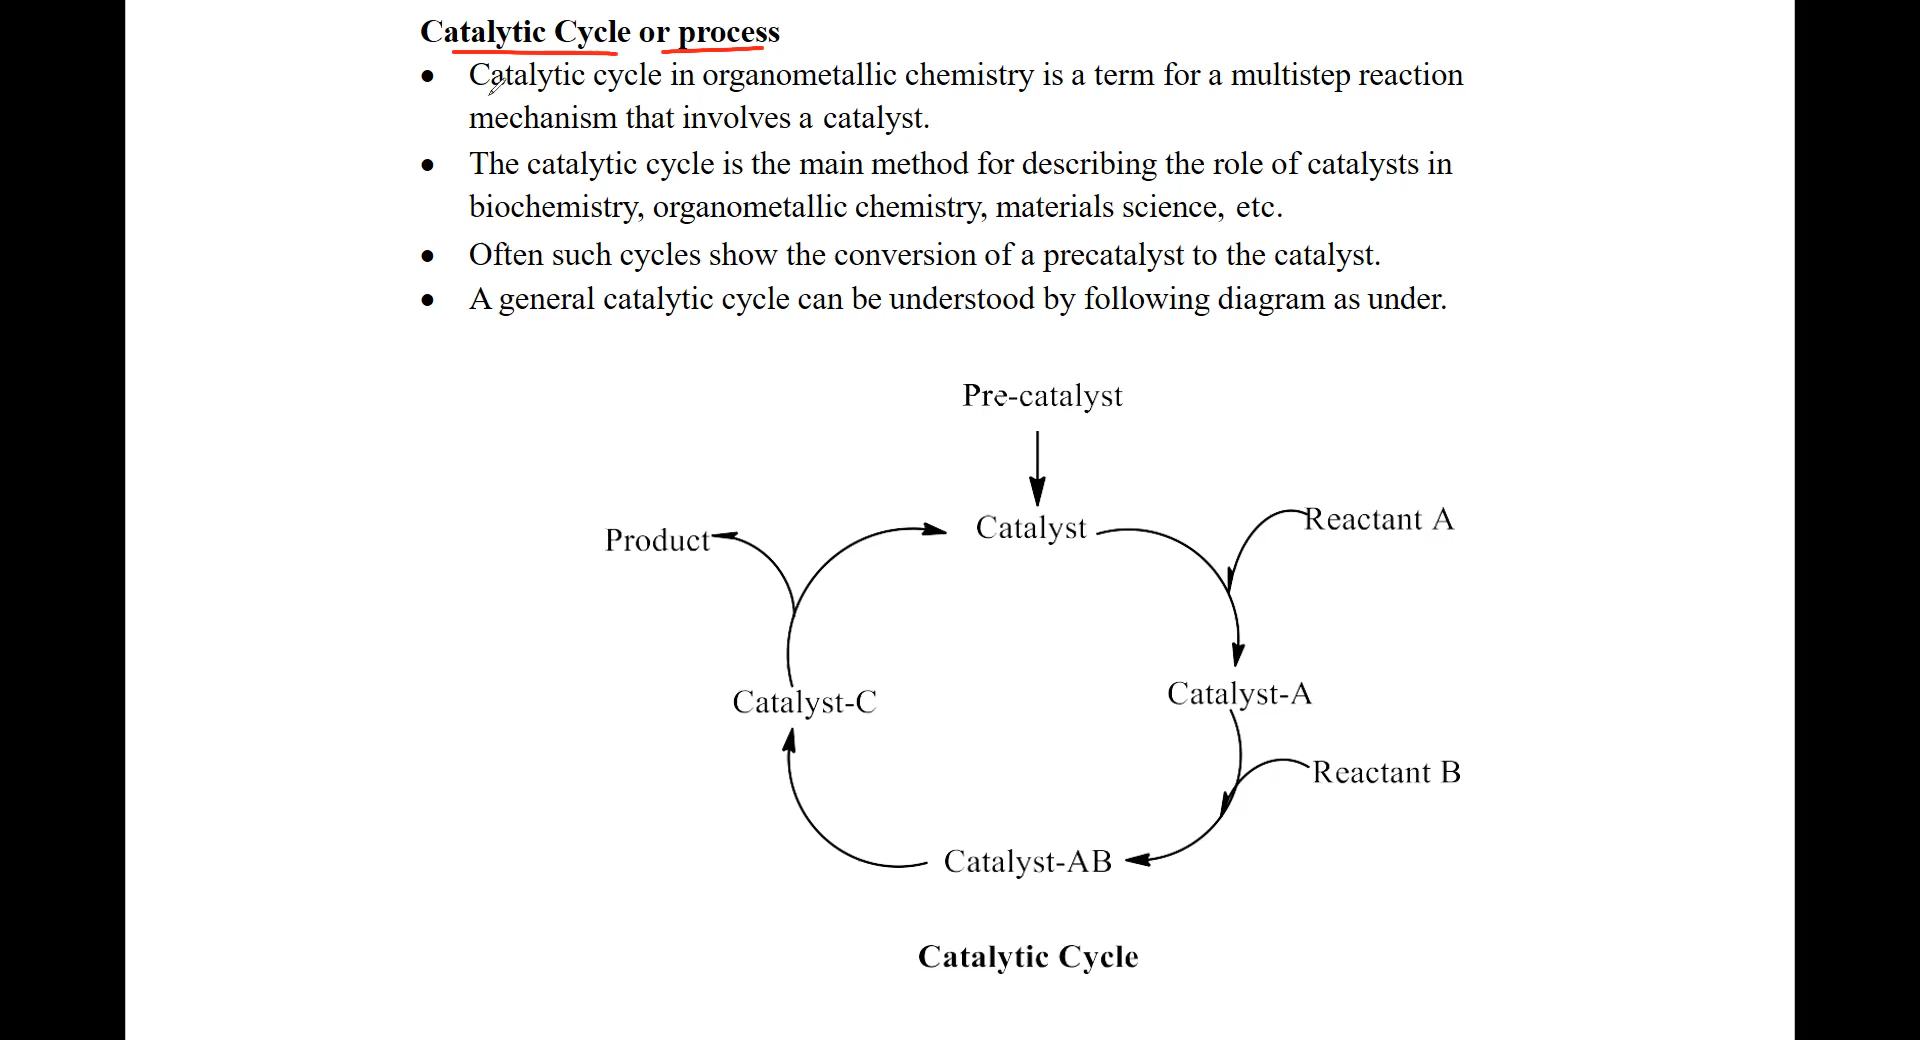 Catalytic Cycle or process
• Catalytic cycle in organometallic chemistry is a term for a multistep reaction
mechanism that involves a catalyst.
• The catalytic cycle is the main method for describing the role of catalysts in
biochemistry, organometallic chemistry, materials science, etc.
• Often such cycles show the conversion of a precatalyst to the catalyst.
• A general catalytic cycle can be understood by following diagram as under.
Pre-catalyst
Reactant A
Catalyst
Product
Catalyst-A
Catalyst-C
Reactant B
Catalyst-AB
Catalytic Cycle